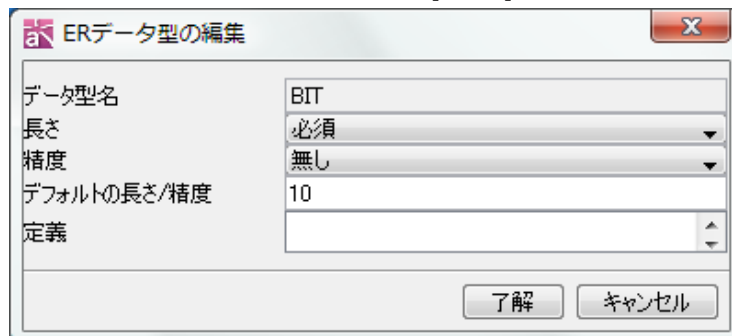 ERデータ型の編集
データ型名 BIT
長さ 必須
精度 無し
デフォルトの長さ/精度 10
定義
了解 キャンセル